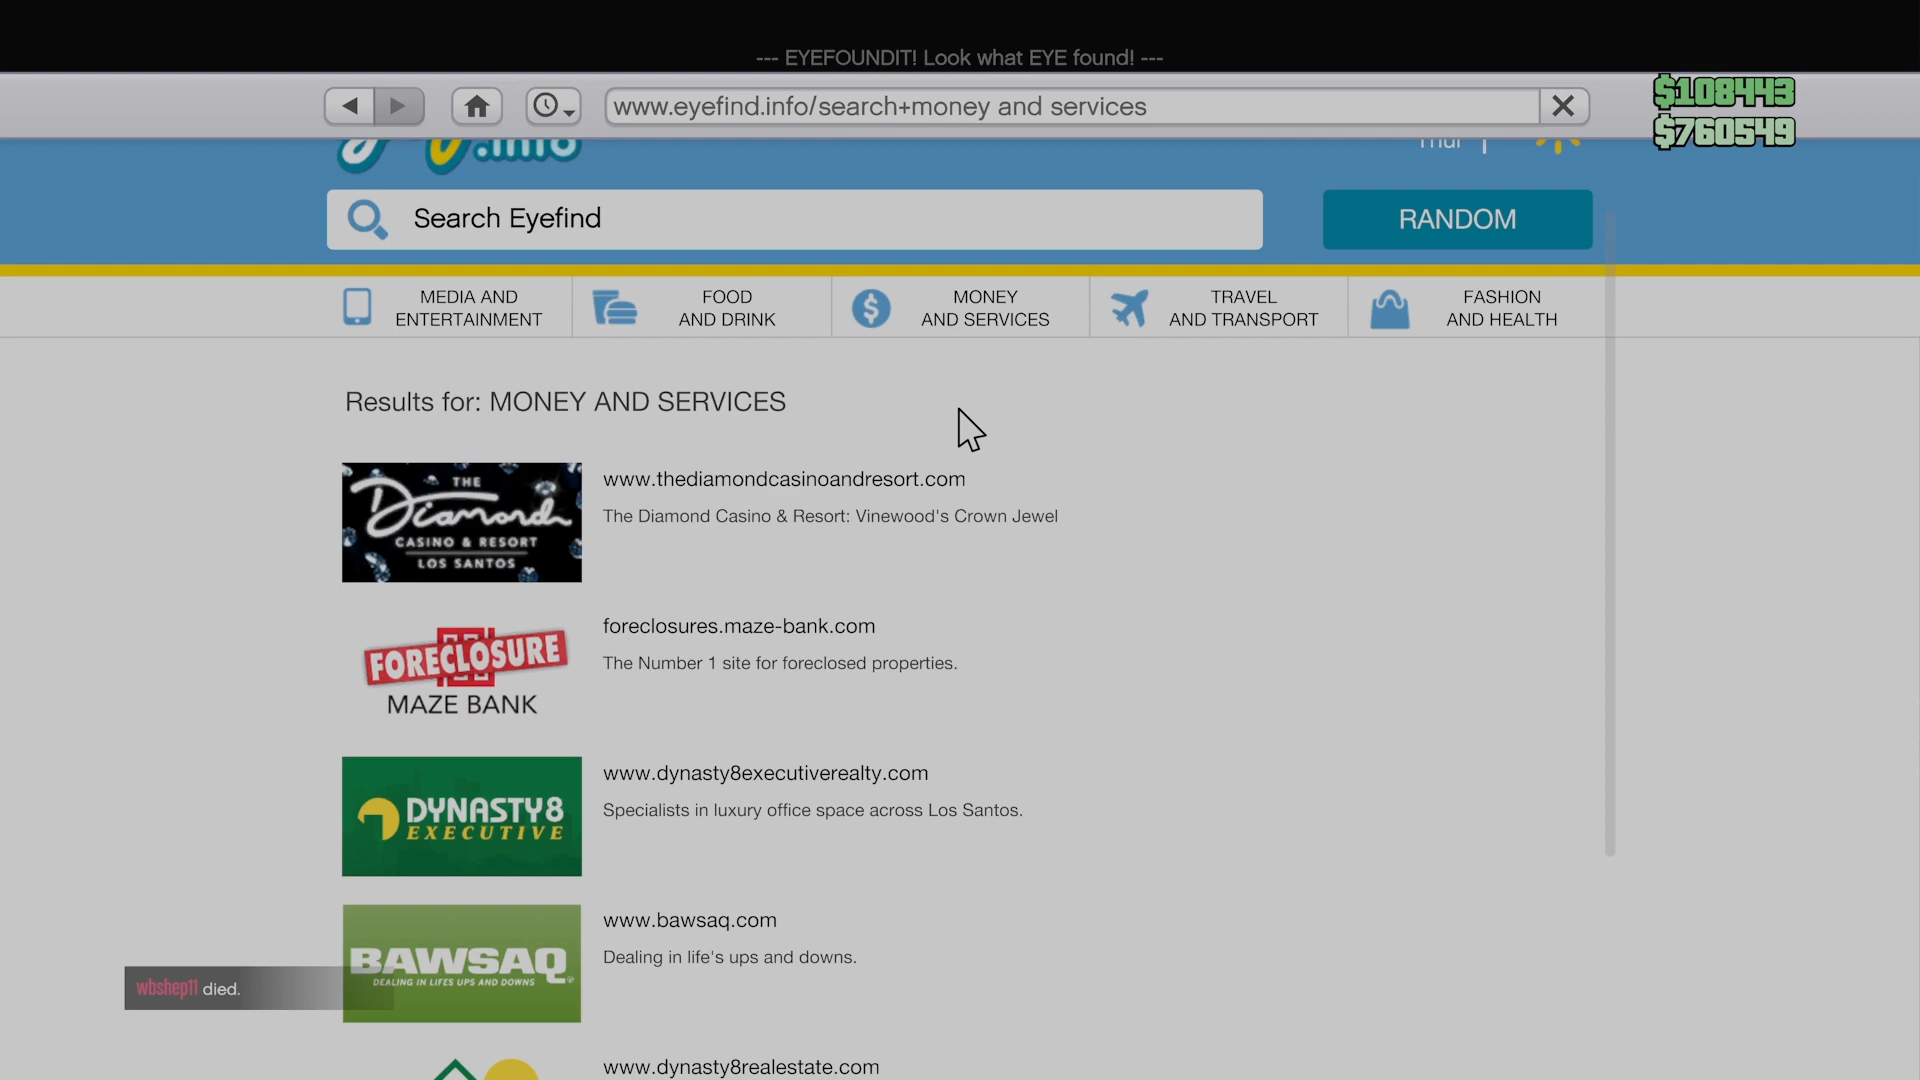 --- EYEFOUNDIT! Look what EYE found! ---
www.eyefind.info/search+money and services
$108443
$760549
.info
Thur
Search Eyefind
RANDOM
MEDIA AND
ENTERTAINMENT
FOOD
AND DRINK
MONEY
AND SERVICES
TRAVEL
AND TRANSPORT
FASHION
AND HEALTH
Results for: MONEY AND SERVICES
THE
Diamond
CASINO & RESORT
LOS SANTOS
www.thediamondcasinoandresort.com
The Diamond Casino & Resort: Vinewood's Crown Jewel
FORECLOSURE
MAZE BANK
foreclosures.maze-bank.com
The Number 1 site for foreclosed properties.
DYNASTY8
EXECUTIVE
www.dynasty8executiverealty.com
Specialists in luxury office space across Los Santos.
BAWSAQ
DEALING IN LIFES UPS AND DOWNS
www.bawsaq.com
Dealing in life's ups and downs.
wbshep11 died.
www.dynasty8realestate.com